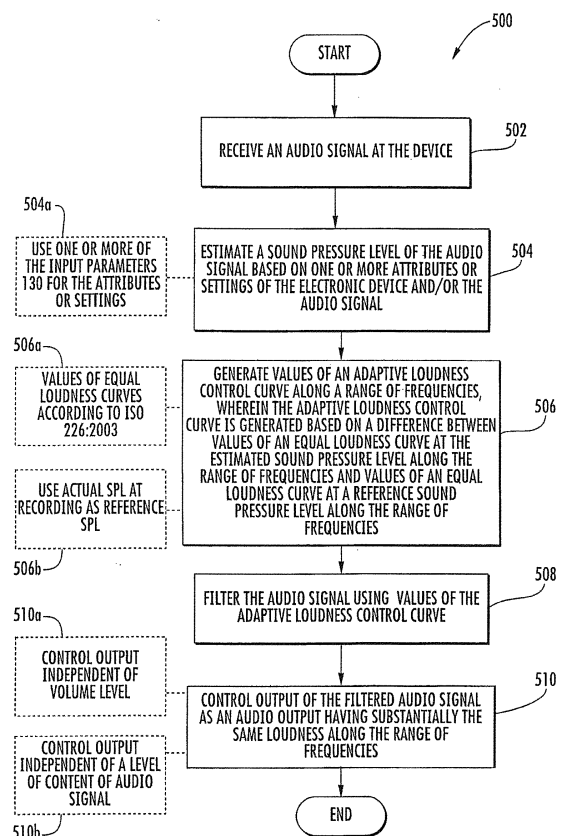 500
START
RECEIVE AN AUDIO SIGNAL AT THE DEVICE
502
504a
USE ONE OR MORE OF
THE INPUT PARAMETERS
130 FOR THE ATTRIBUTES
OR SETTINGS
ESTIMATE A SOUND PRESSURE LEVEL OF THE AUDIO
SIGNAL BASED ON ONE OR MORE ATTRIBUTES OR
SETTINGS OF THE ELECTRONIC DEVICE AND/OR THE
AUDIO SIGNAL
504
506a
VALUES OF EQUAL
LOUDNESS CURVES
ACCORDING TO ISO
226:2003
GENERATE VALUES OF AN ADAPTIVE LOUDNESS
CONTROL CURVE ALONG A RANGE OF FREQUENCIES,
WHEREIN THE ADAPTIVE LOUDNESS CONTROL
CURVE IS GENERATED BASED ON A DIFFERENCE BETWEEN
VALUES OF AN EQUAL LOUDNESS CURVE AT THE
ESTIMATED SOUND PRESSURE LEVEL ALONG THE
RANGE OF FREQUENCIES AND VALUES OF AN EQUAL
LOUDNESS CURVE AT A REFERENCE SOUND
PRESSURE LEVEL ALONG THE RANGE OF
FREQUENCIES
506
USE ACTUAL SPL AT
RECORDING AS REFERENCE
SPL
506b
FILTER THE AUDIO SIGNAL USING VALUES OF THE
ADAPTIVE LOUDNESS CONTROL CURVE
508
510a
CONTROL OUTPUT
INDEPENDENT OF
VOLUME LEVEL
CONTROL OUTPUT OF THE FILTERED AUDIO SIGNAL
AS AN AUDIO OUTPUT HAVING SUBSTANTIALLY THE
SAME LOUDNESS ALONG THE RANGE OF
FREQUENCIES
510
CONTROL OUTPUT
INDEPENDENT OF A LEVEL
OF CONTENT OF AUDIO
SIGNAL
510b
END